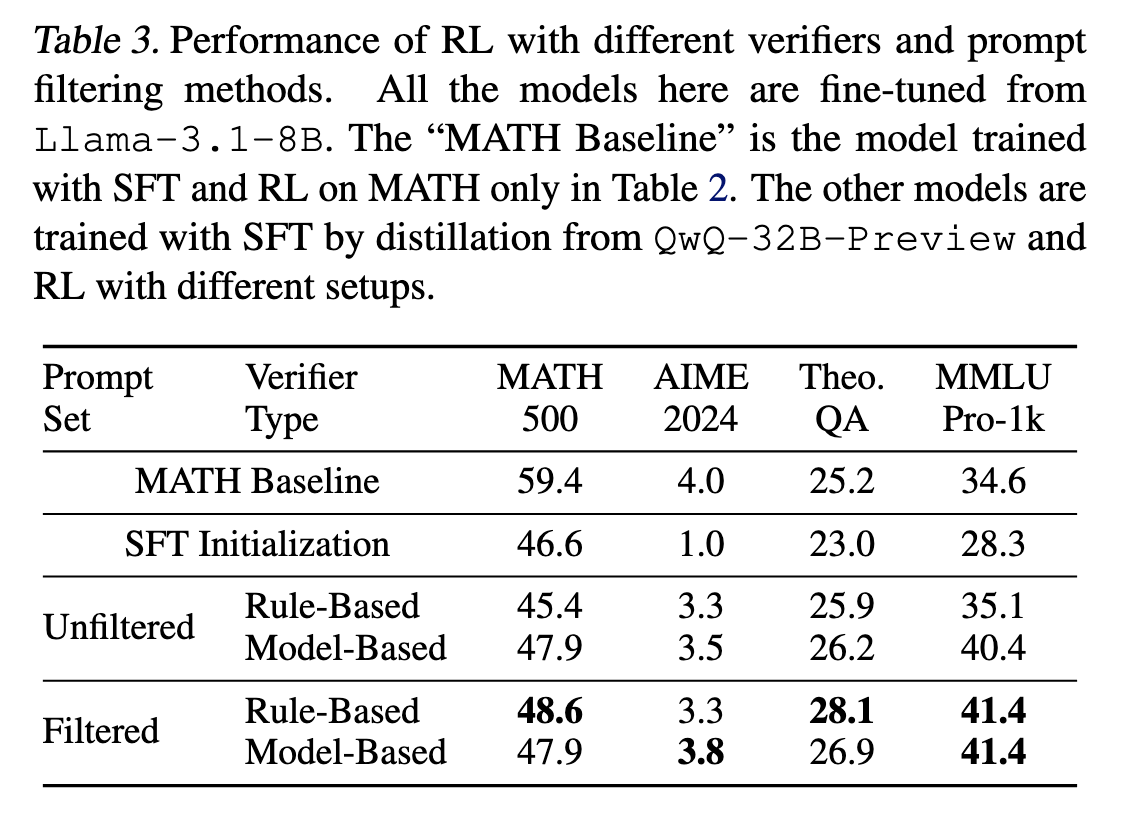 Table 3. Performance of RL with different verifiers and prompt
filtering methods. All the models here are fine-tuned from
Llama-3.1-8B. The “MATH Baseline” is the model trained
with SFT and RL on MATH only in Table 2. The other models are
trained with SFT by distillation from QwQ-32B-Preview and
RL with different setups.
Prompt Verifier MATH AIME Theo. MMLU
Set Type 500 2024 QA Pro-1k
MATH Baseline 59.4 4.0 25.2 34.6
SFT Initialization 46.6 1.0 23.0 28.3
Unfiltered Rule-Based 45.4 3.3 25.9 35.1
Model-Based 47.9 3.5 26.2 40.4
Filtered Rule-Based 48.6 3.3 28.1 41.4
Model-Based 47.9 3.8 26.9 41.4